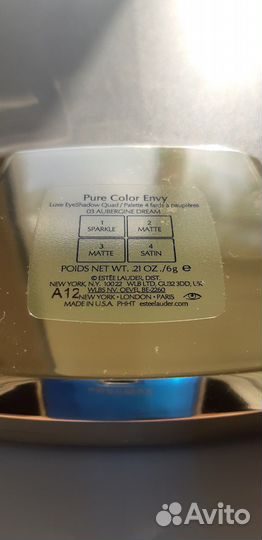 Pure Color Envy
Luxe EyeShadow Quad / Palette 4 fards à paupières
03 AUBERGINE DREAM
1 SPARKLE
2 MATTE
3 MATTE
4 SATIN
POIDS NET WT. .21 OZ./6g e
© ESTĒE LAUDER, DIST.
NEW YORK, N.Y. 10022 WLB LTD, GU32 3DD, UK
WLBS NV. OEVEL BE-2260
A12 NEW YORK • LONDON • PARIS
MADE IN U.S.A. PHHT esteelauder.com
Avito